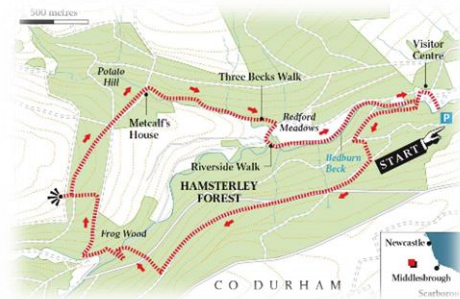 500 metres
Visitor
Centre
Potato
Hill
Three Becks Walk
Metcalf's
House
Redford
Meadows
P
Riverside Walk
Bedburn
Beck
START
HAMSTERLEY
FOREST
Frog Wood
CO DURHAM
Newcastle
Middlesbrough
Scarboro